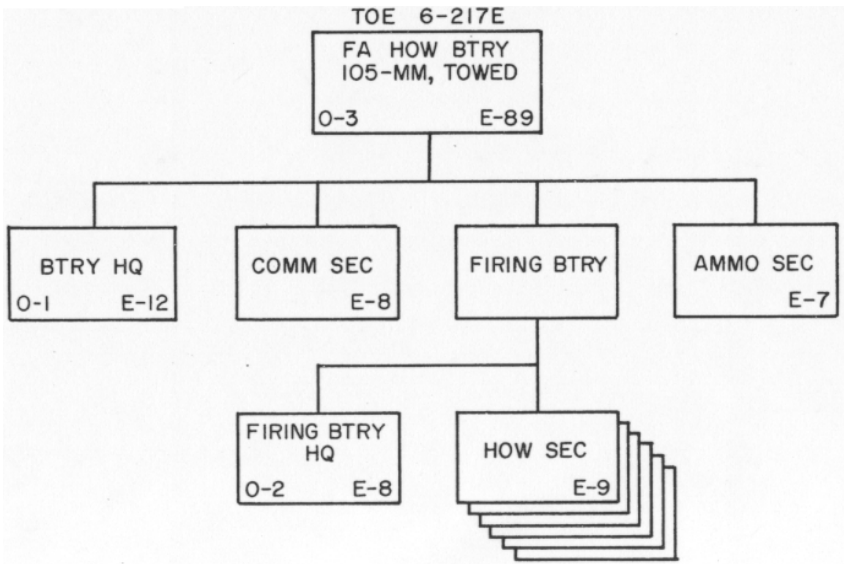 TOE 6-217E
FA HOW BTRY
105-MM, TOWED
O-3 E-89
BTRY HQ
O-1 E-12
COMM SEC
E-8
FIRING BTRY
AMMO SEC
E-7
FIRING BTRY
HQ
O-2 E-8
HOW SEC
E-9